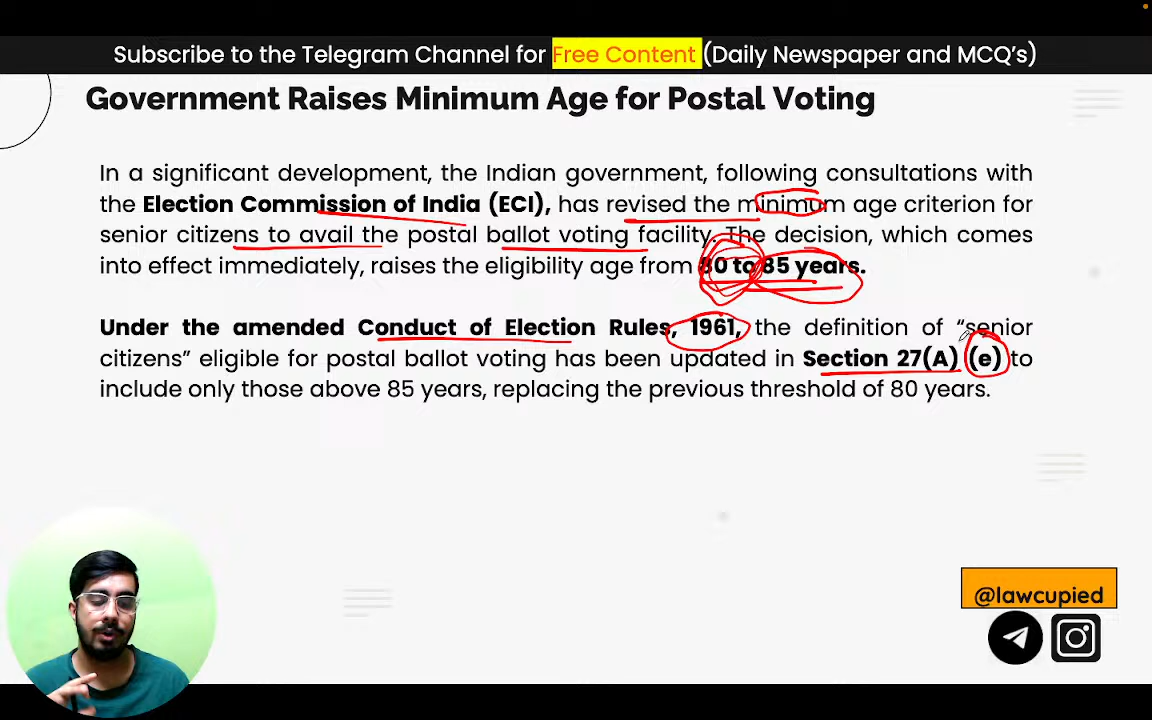 Subscribe to the Telegram Channel for Free Content (Daily Newspaper and MCQ's)
Government Raises Minimum Age for Postal Voting
In a significant development, the Indian government, following consultations with
the Election Commission of India (ECI), has revised the minimum age criterion for
senior citizens to avail the postal ballot voting facility. The decision, which comes
into effect immediately, raises the eligibility age from 80 to 85 years.
Under the amended Conduct of Election Rules, 1961, the definition of “senior
citizens” eligible for postal ballot voting has been updated in Section 27(A) (e) to
include only those above 85 years, replacing the previous threshold of 80 years.
@lawcupied